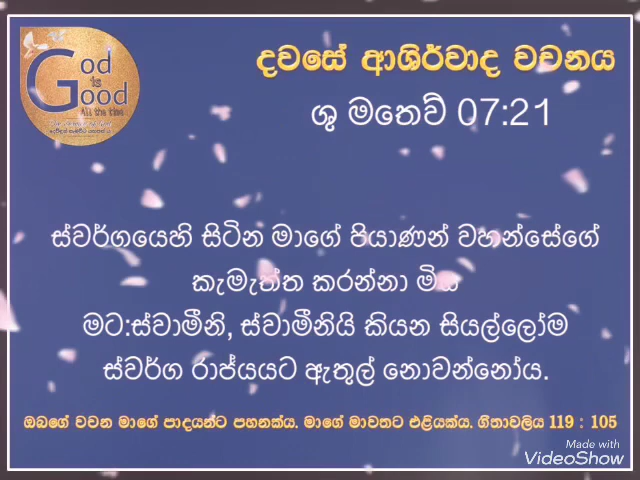 God
is
Good
All the time
දවසේ ආශිර්වාද වචනය
ශු මතෙව් 07:21
ස්වර්ගයෙහි සිටින මාගේ පියාණන් වහන්සේගේ
කැමැත්ත කරන්නා මිස
මට:ස්වාමීනි, ස්වාමීනියි කියන සියල්ලෝම
ස්වර්ග රාජ්‍යයට ඇතුල් නොවන්නෝය.
ඔබගේ වචන මාගේ පාදයන්ට පහනක්ය. මාගේ මාවතට එළියක්ය. ගීතාවලිය 119 : 105
Made with
VideoShow